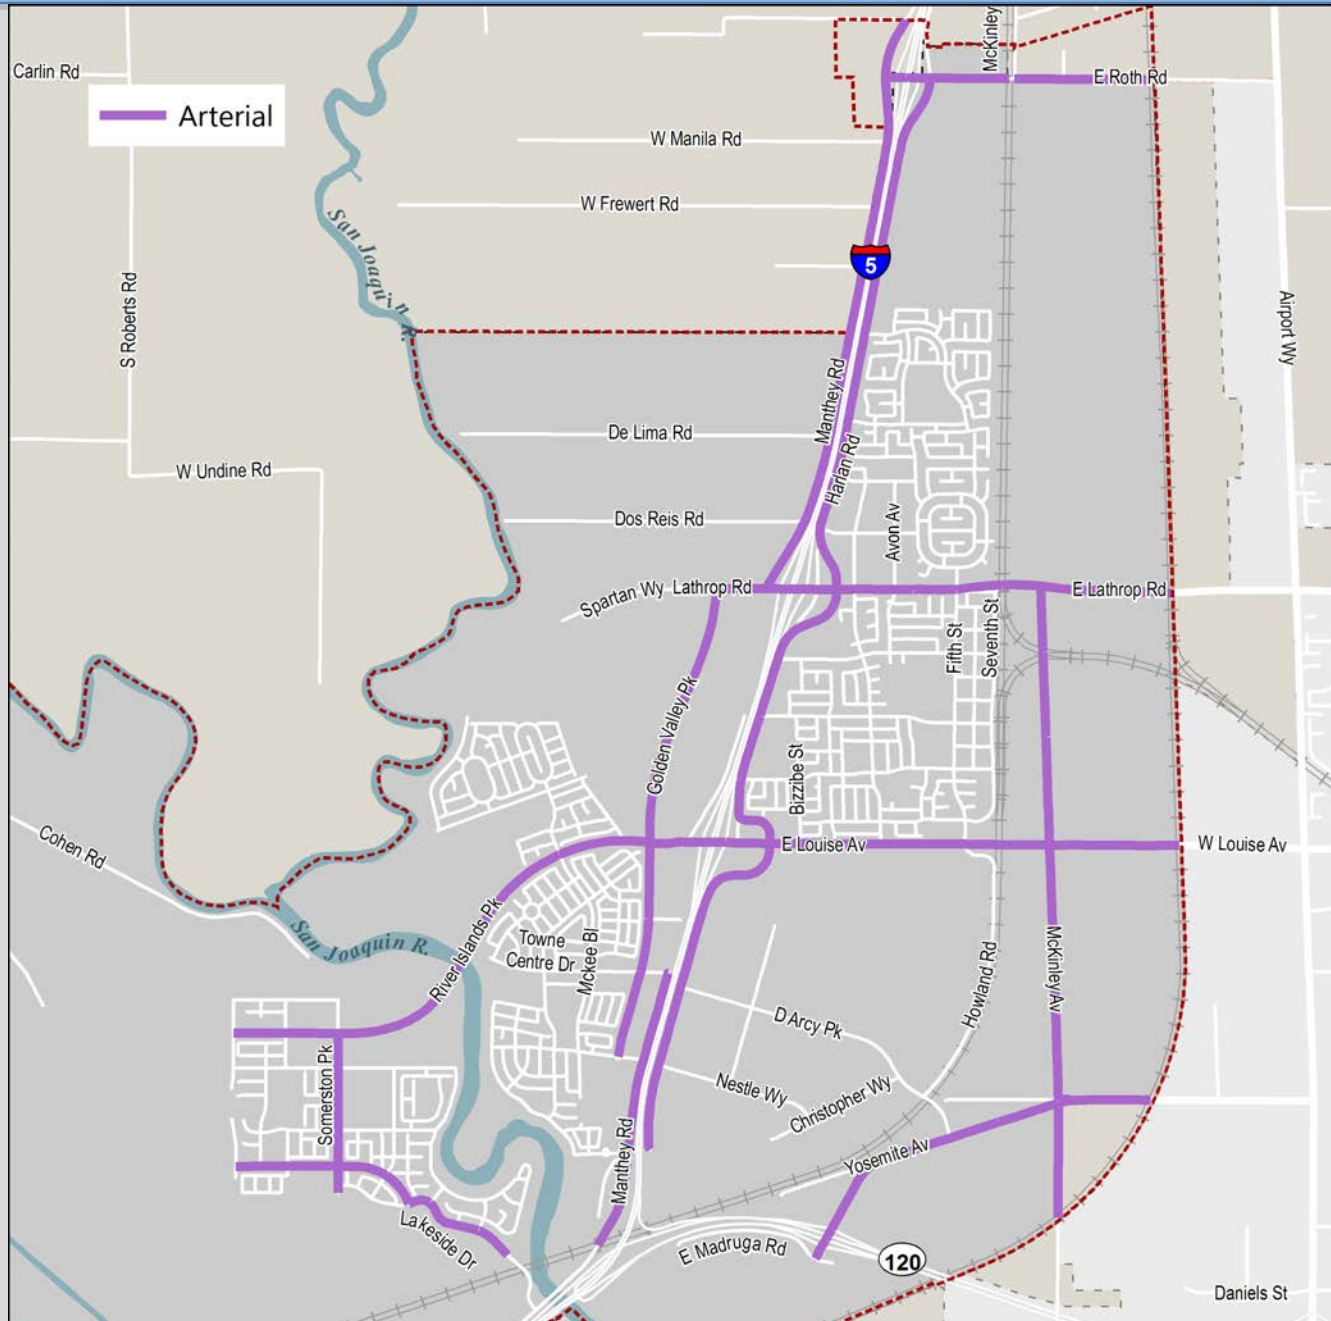 McKinley
Carlin Rd
E Roth Rd
Arterial
W Manila Rd
W Frewert Rd
San Joaquin R.
5
S Roberts Rd
Airport Wy
Manthey Rd
De Lima Rd
Harlan Rd
W Undine Rd
Dos Reis Rd
Avon Av
Spartan Wy
Lathrop Rd
E Lathrop Rd
Fifth St
Seventh St
Golden Valley Pk
Bizzibe St
Cohen Rd
E Louise Av
W Louise Av
San Joaquin R.
River Islands Pk
Towne
Centre Dr
Mckee Bl
Howland Rd
McKinley Av
D Arcy Pk
Somerston Pk
Nestle Wy
Christopher Wy
Manthey Rd
Yosemite Av
Lakeside Dr
E Madruga Rd
120
Daniels St